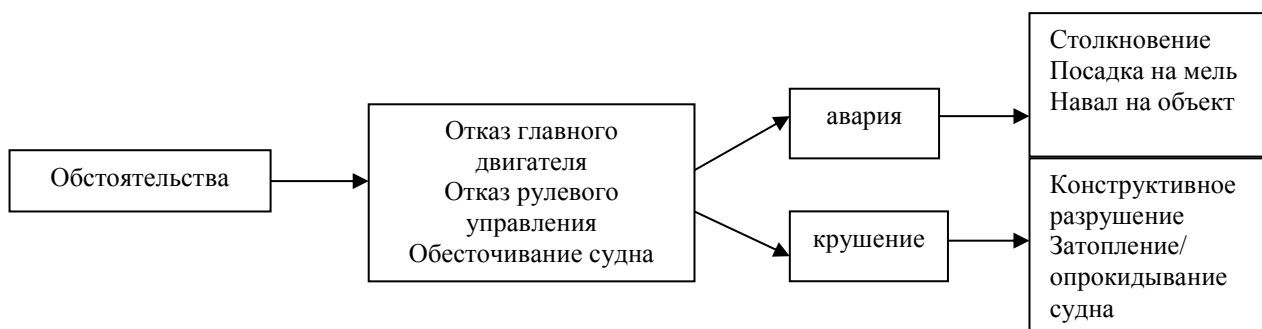 Обстоятельства
Отказ главного
двигателя
Отказ рулевого
управления
Обесточивание судна
авария
крушение
Столкновение
Посадка на мель
Навал на объект
Конструктивное
разрушение
Затопление/
опрокидывание
судна